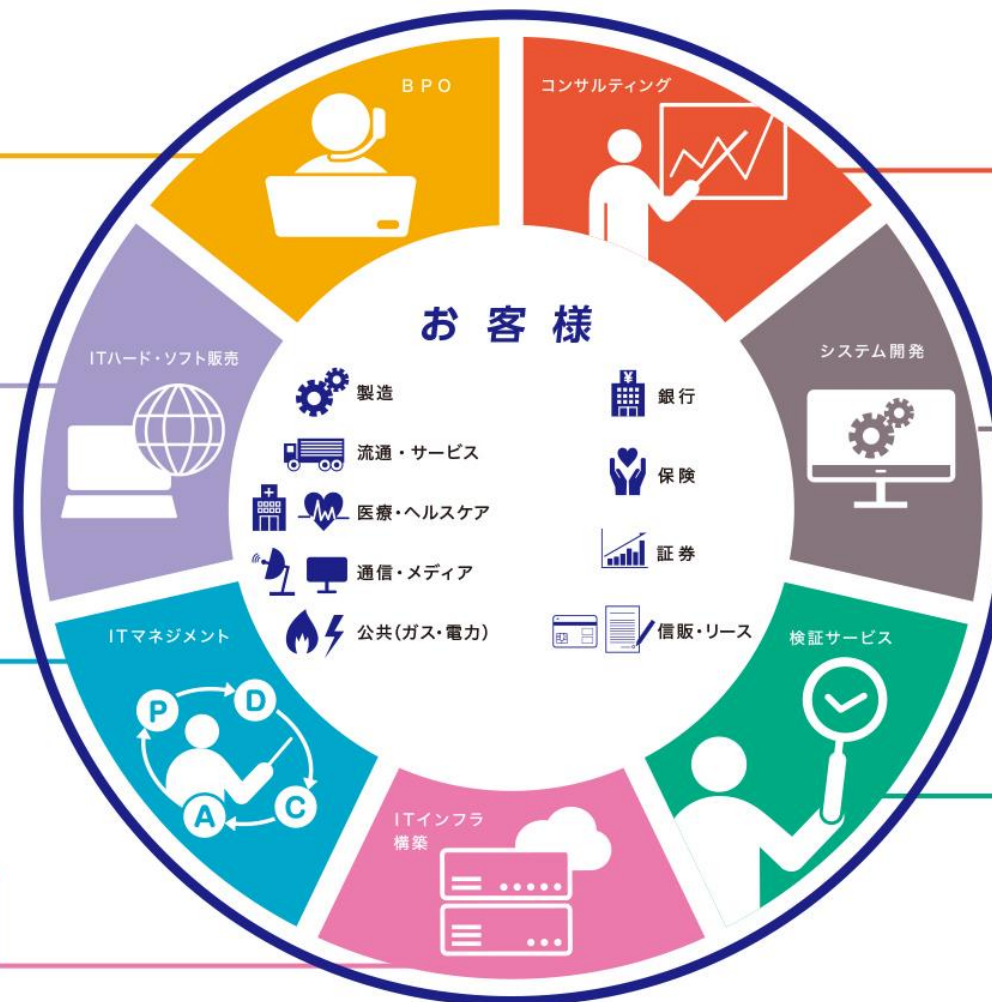 BPO
コンサルティング
ITハード・ソフト販売
システム開発
お客様
製造
流通・サービス
医療・ヘルスケア
通信・メディア
公共(ガス・電力)
¥
銀行
保険
証券
信販・リース
ITマネジメント
P
D
C
A
検証サービス
ITインフラ
構築